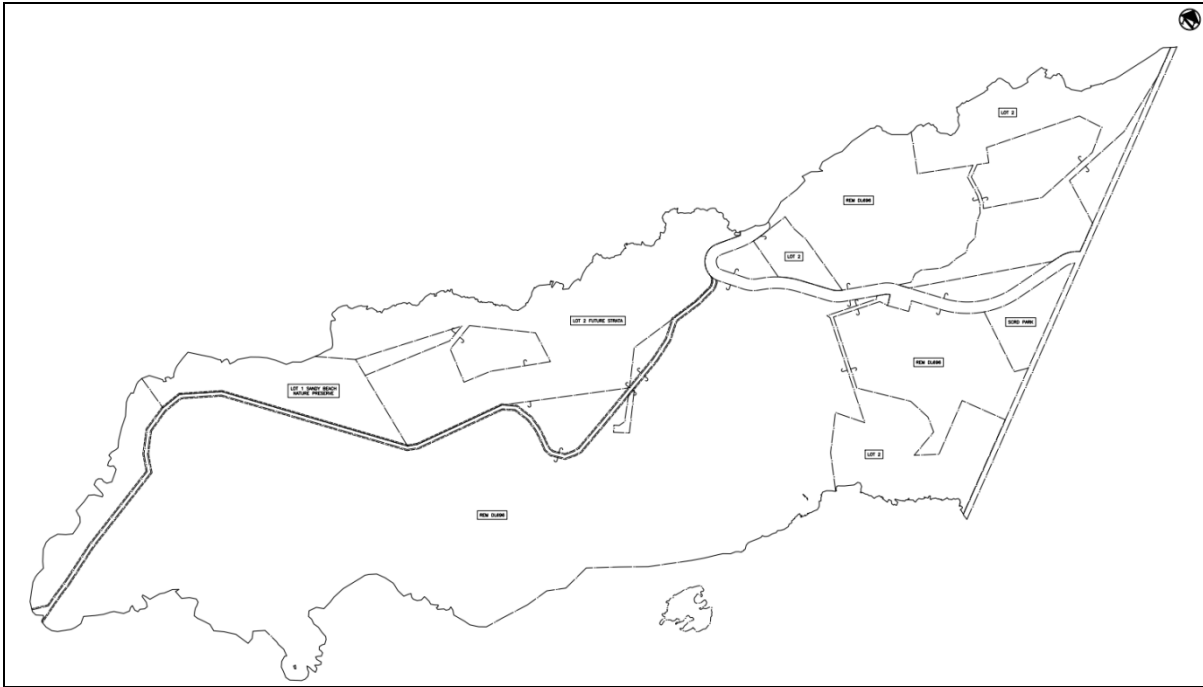 LOT 2
REM DL696
LOT 2
LOT 2 FUTURE STRATA
SCRD PARK
REM DL696
LOT 1 SANDY BEACH
NATURE PRESERVE
LOT 2
REM DL696